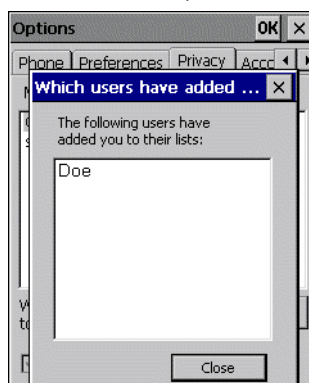 Options OK ×
Phone Preferences Privacy Acco
Which users have added ... ×
The following users have
added you to their lists:
Doe
Close